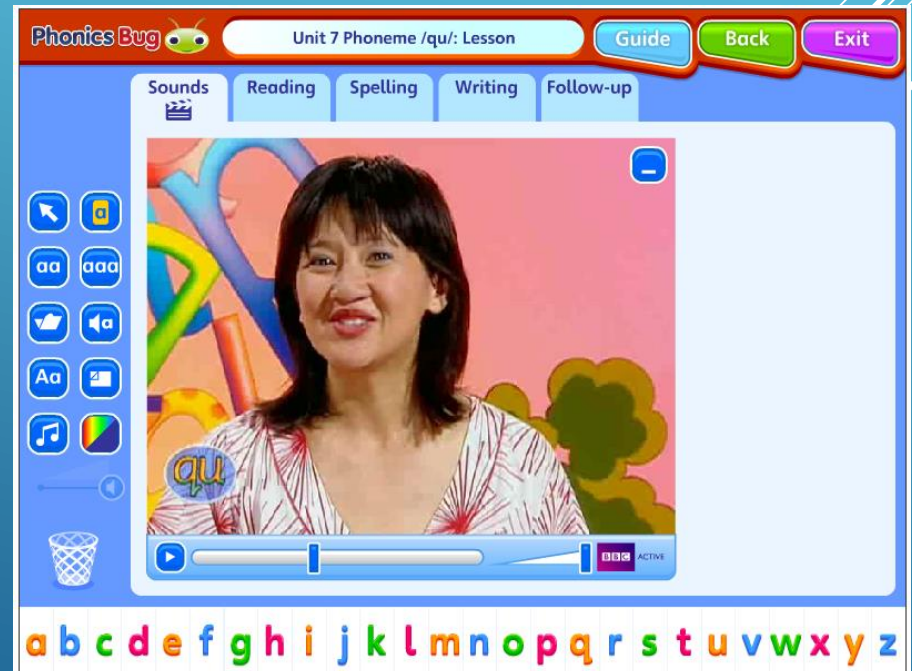 Phonics Bug
Unit 7 Phoneme /qu/: Lesson
Guide
Back
Exit
Sounds
Reading
Spelling
Writing
Follow-up
a
aa
aaa
a
Aa
qu
BBC ACTIVE
a b c d e f g h i j k l m n o p q r s t u v w x y z